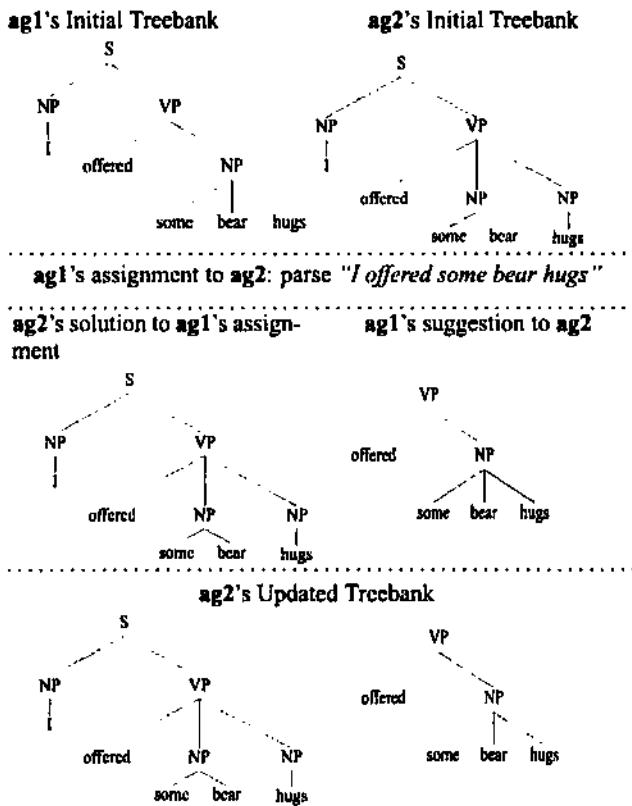 ag1's Initial Treebank ag2's Initial Treebank
S S
NP VP NP VP
I offered NP I offered NP NP
some bear hugs some bear hugs
ag1's assignment to ag2: parse "I offered some bear hugs"
ag2's solution to ag1's assign- ag1's suggestion to ag2
ment
S VP
NP VP offered NP
I offered NP NP some bear hugs
some bear hugs
ag2's Updated Treebank
S VP
NP VP offered NP
I offered NP NP some bear hugs
some bear hugs